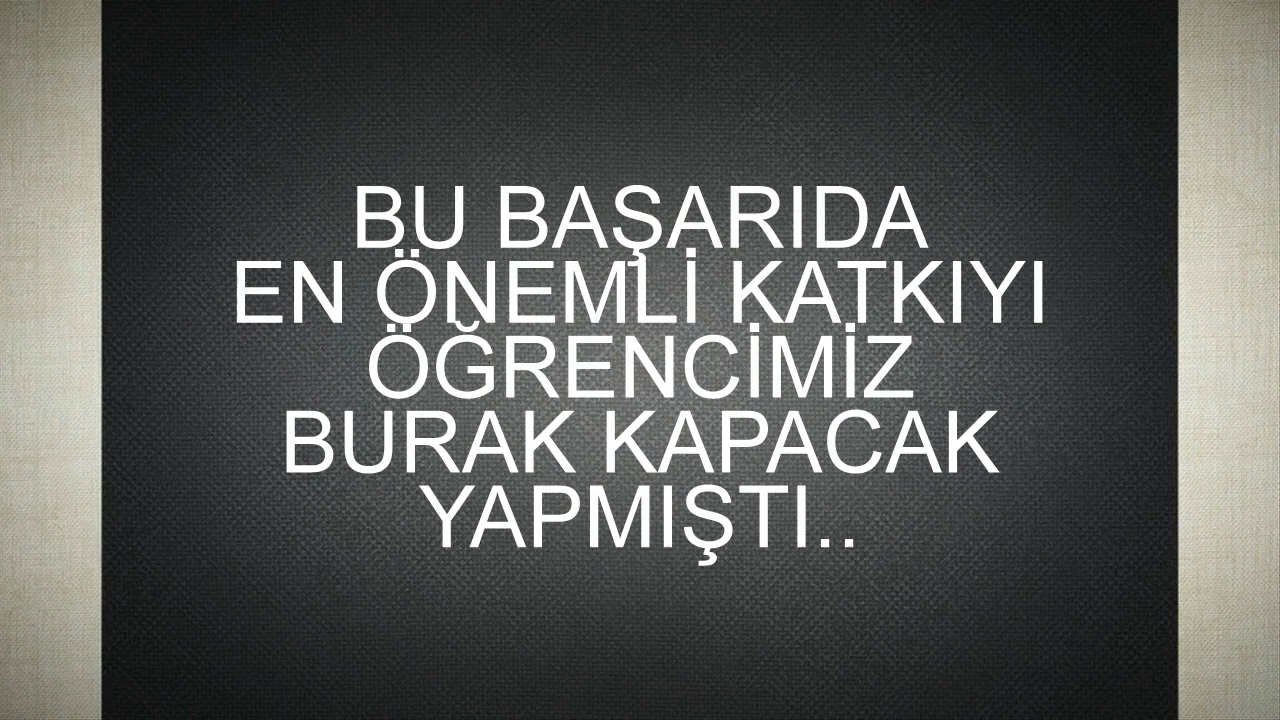 BU BAŞARIDA
EN ÖNEMLİ KATKIYI
ÖĞRENCİMİZ
BURAK KAPACAK
YAPMIŞTI..